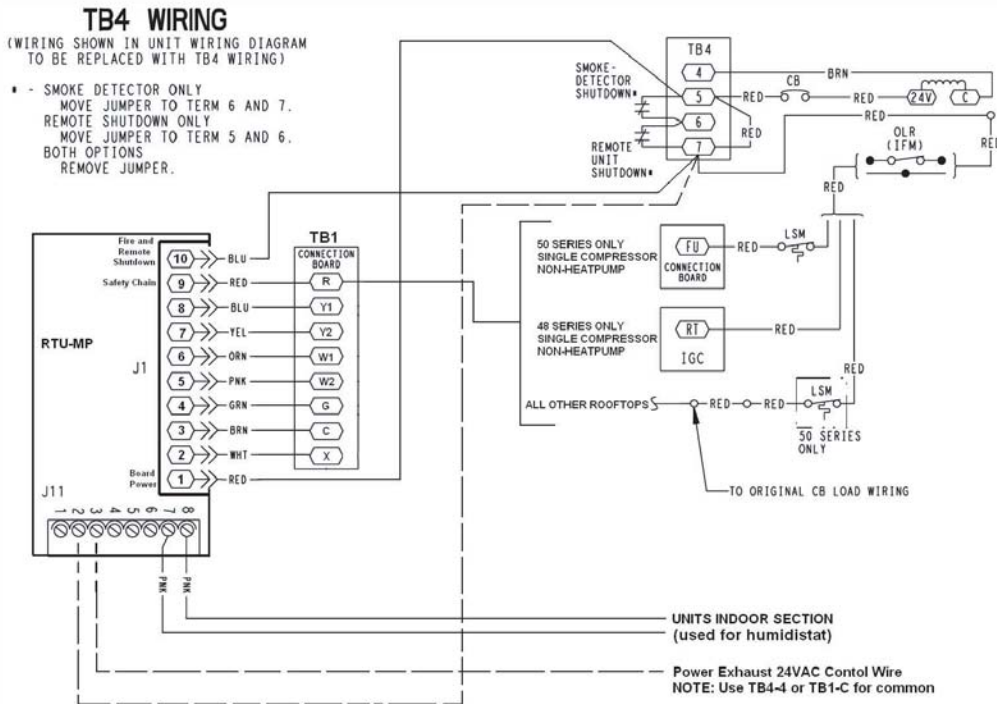 TB4 WIRING
(WIRING SHOWN IN UNIT WIRING DIAGRAM
TO BE REPLACED WITH TB4 WIRING)
* - SMOKE DETECTOR ONLY
MOVE JUMPER TO TERM 6 AND 7.
REMOTE SHUTDOWN ONLY
MOVE JUMPER TO TERM 5 AND 6.
BOTH OPTIONS
REMOVE JUMPER.
TB4
SMOKE-
DETECTOR
SHUTDOWN*
4
5
6
7
REMOTE
UNIT
SHUTDOWN*
BRN
RED
CB
RED
24V
C
RED
RED
OLR
(IFM)
RED
RED
RTU-MP
J1
J11
Fire and
Remote
Shutdown
10
BLU
Safety Chain
9
RED
8
BLU
7
YEL
6
ORN
5
PNK
4
GRN
3
BRN
2
WHT
Board
Power
1
RED
TB1
CONNECTION
BOARD
R
Y1
Y2
W1
W2
G
C
X
50 SERIES ONLY
SINGLE COMPRESSOR
NON-HEATPUMP
FU
CONNECTION
BOARD
RED
LSM
48 SERIES ONLY
SINGLE COMPRESSOR
NON-HEATPUMP
RT
IGC
RED
RED
ALL OTHER ROOFTOPS
RED
RED
LSM
50 SERIES
ONLY
TO ORIGINAL CB LOAD WIRING
1 2 3 4 5 6 7 8
PNK
PNK
UNITS INDOOR SECTION
(used for humidistat)
Power Exhaust 24VAC Contol Wire
NOTE: Use TB4-4 or TB1-C for common